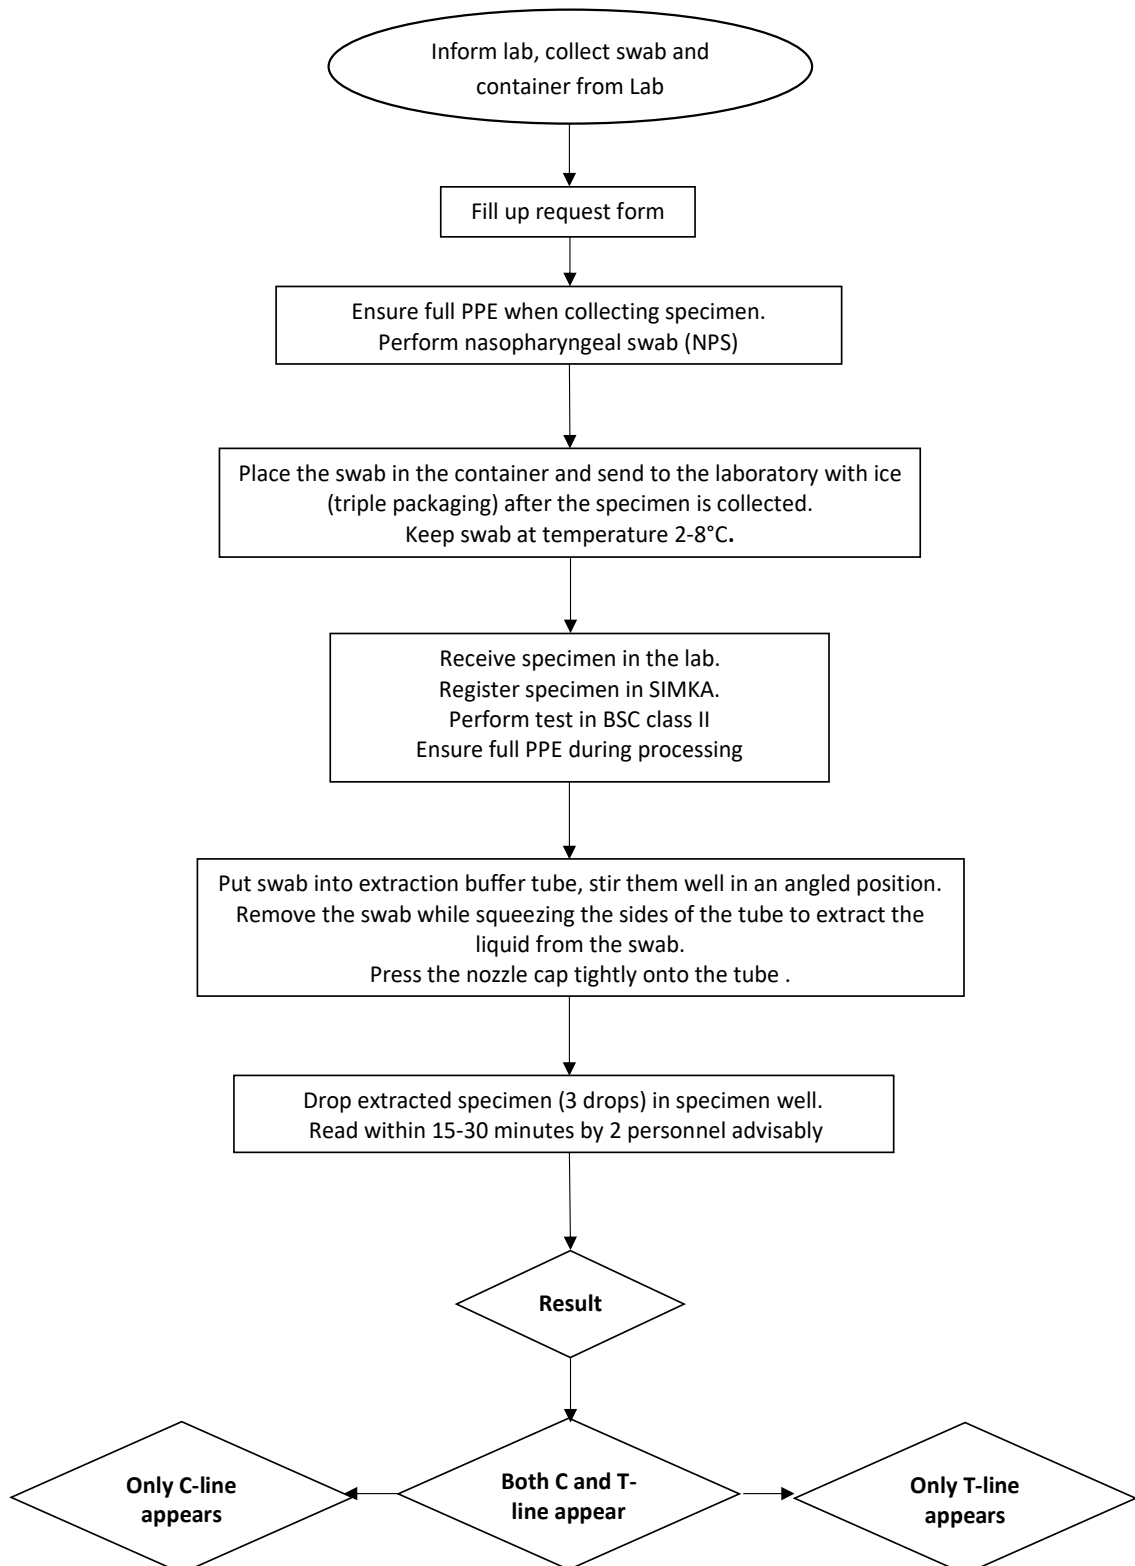 Inform lab, collect swab and
container from Lab
Fill up request form
Ensure full PPE when collecting specimen.
Perform nasopharyngeal swab (NPS)
Place the swab in the container and send to the laboratory with ice
(triple packaging) after the specimen is collected.
Keep swab at temperature 2-8°C.
Receive specimen in the lab.
Register specimen in SIMKA.
Perform test in BSC class II
Ensure full PPE during processing
Put swab into extraction buffer tube, stir them well in an angled position.
Remove the swab while squeezing the sides of the tube to extract the
liquid from the swab.
Press the nozzle cap tightly onto the tube .
Drop extracted specimen (3 drops) in specimen well.
Read within 15-30 minutes by 2 personnel advisably
Result
Only C-line
appears
Both C and T-
line appear
Only T-line
appears